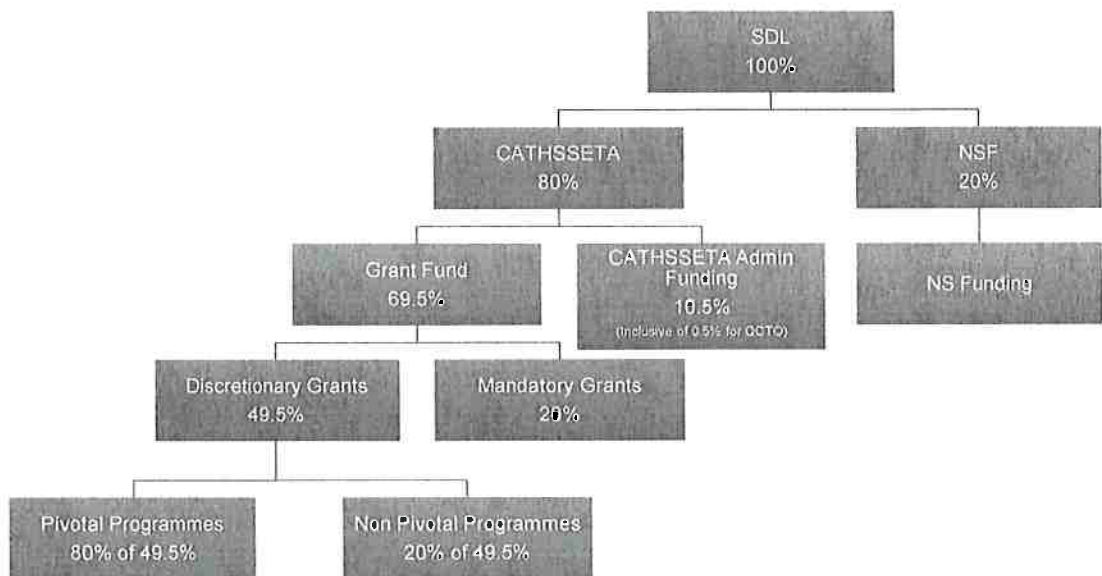 SDL
100%
CATHSSETA
80%
NSF
20%
Grant Fund
69.5%
CATHSSETA Admin
Funding
10.5%
(Inclusive of 0.5% for QCTO)
NS Funding
Discretionary Grants
49.5%
Mandatory Grants
20%
Pivotal Programmes
80% of 49.5%
Non Pivotal Programmes
20% of 49.5%